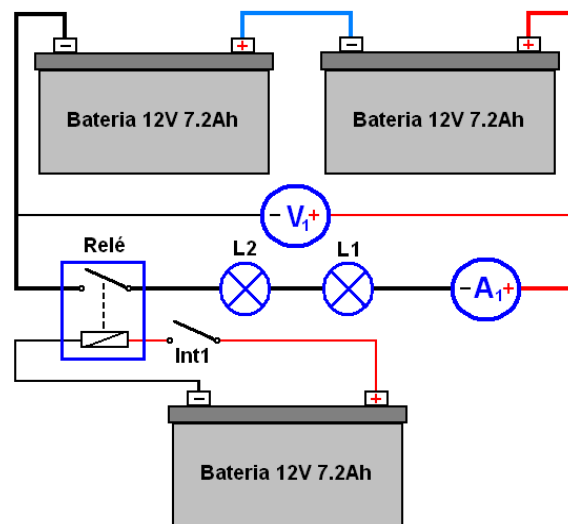 - + - +
Bateria 12V 7.2Ah Bateria 12V 7.2Ah
- V1 +
Relé L2 L1
- A1 +
Int1
- +
Bateria 12V 7.2Ah